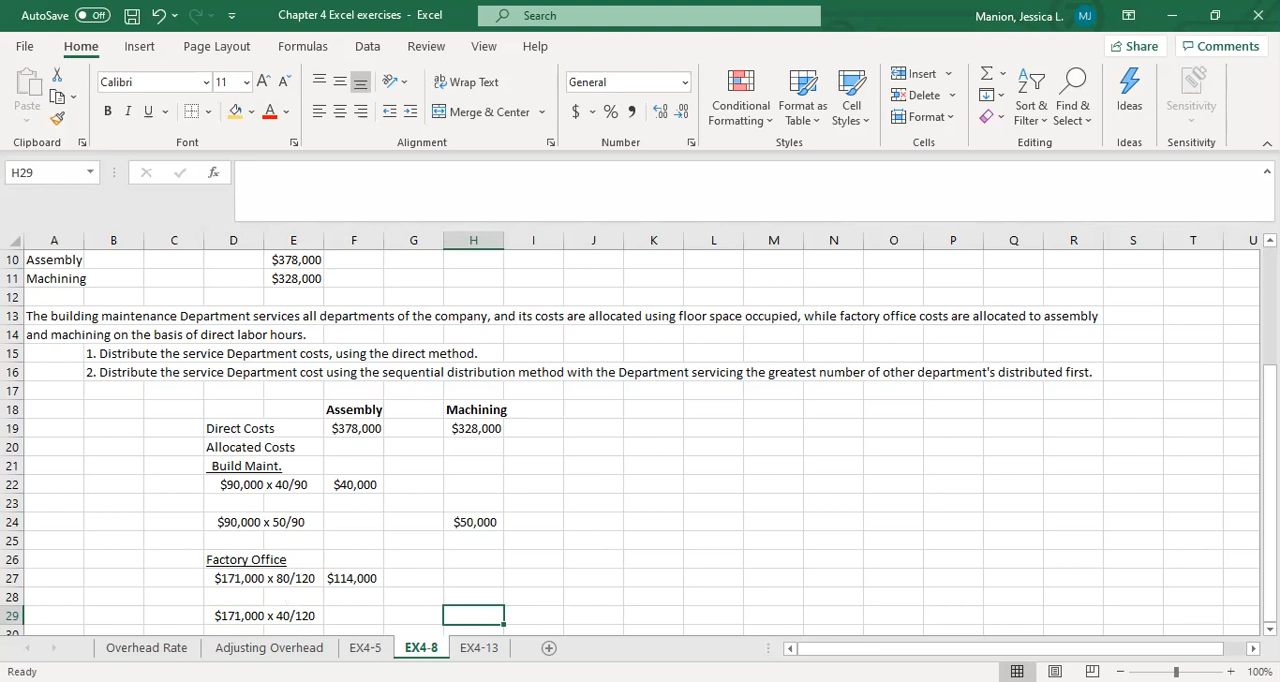 AutoSave Off Chapter 4 Excel exercises - Excel Search Manion, Jessica L. MJ
File Home Insert Page Layout Formulas Data Review View Help Share Comments
Paste Calibri 11 A A Wrap Text General Conditional Formatting Format as Table Cell Styles Insert Delete Format Sort & Filter Find & Select Ideas Sensitivity
B I U A Merge & Center $ % ,
Clipboard Font Alignment Number Styles Cells Editing Ideas Sensitivity
H29 fx
A B C D E F G H I J K L M N O P Q R S T U
10 Assembly $378,000
11 Machining $328,000
12
13 The building maintenance Department services all departments of the company, and its costs are allocated using floor space occupied, while factory office costs are allocated to assembly
14 and machining on the basis of direct labor hours.
15 1. Distribute the service Department costs, using the direct method.
16 2. Distribute the service Department cost using the sequential distribution method with the Department servicing the greatest number of other department's distributed first.
17
18 Assembly Machining
19 Direct Costs $378,000 $328,000
20 Allocated Costs
21 Build Maint.
22 $90,000 x 40/90 $40,000
23
24 $90,000 x 50/90 $50,000
25
26 Factory Office
27 $171,000 x 80/120 $114,000
28
29 $171,000 x 40/120
30
Overhead Rate Adjusting Overhead EX4-5 EX4-8 EX4-13
Ready 100%